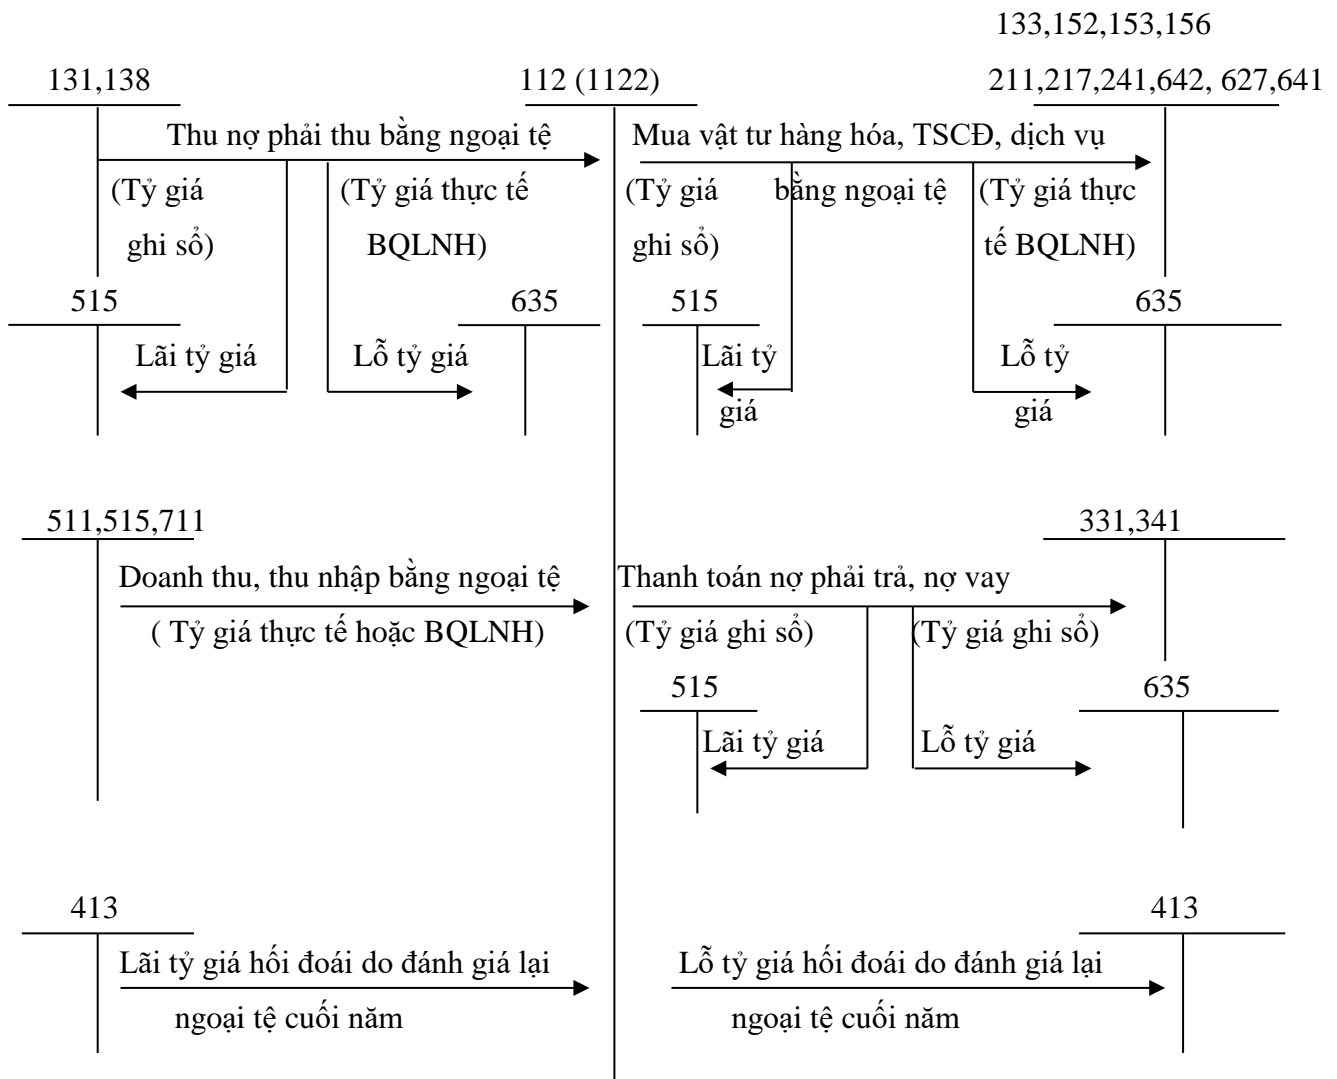 133,152,153,156
131,138 112 (1122) 211,217,241,642, 627,641
Thu nợ phải thu bằng ngoại tệ Mua vật tư hàng hóa, TSCĐ, dịch vụ
(Tỷ giá (Tỷ giá thực tế (Tỷ giá bằng ngoại tệ (Tỷ giá thực
ghi sổ) BQLNH) ghi sổ) tế BQLNH)
515 635 515 635
Lãi tỷ giá Lỗ tỷ giá Lãi tỷ Lỗ tỷ
giá giá
511,515,711 331,341
Doanh thu, thu nhập bằng ngoại tệ Thanh toán nợ phải trả, nợ vay
( Tỷ giá thực tế hoặc BQLNH) (Tỷ giá ghi sổ) (Tỷ giá ghi sổ)
515 635
Lãi tỷ giá Lỗ tỷ giá
413 413
Lãi tỷ giá hối đoái do đánh giá lại Lỗ tỷ giá hối đoái do đánh giá lại
ngoại tệ cuối năm ngoại tệ cuối năm